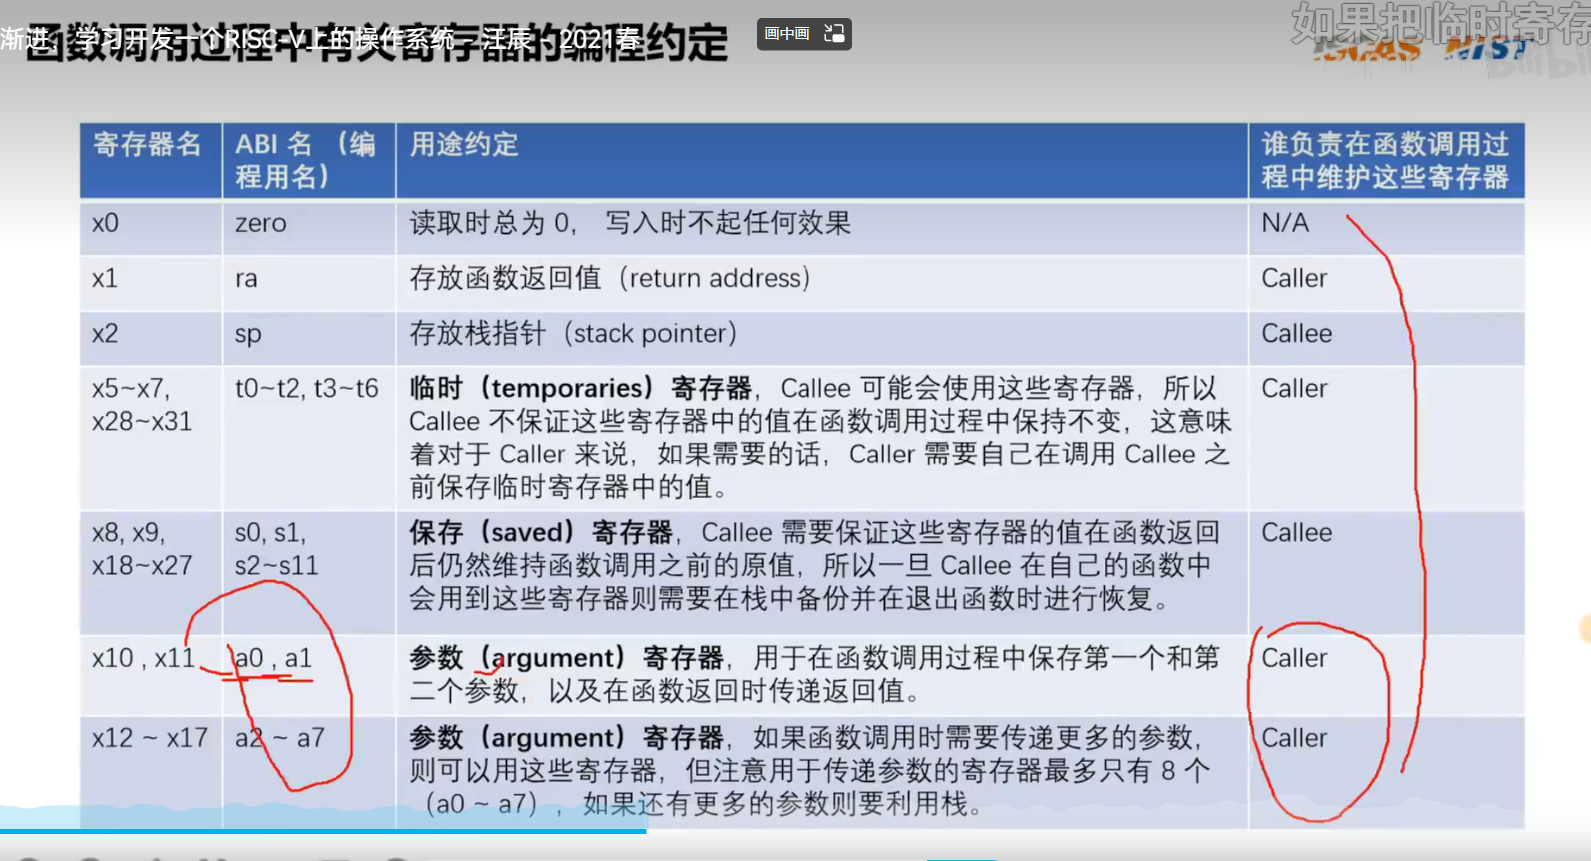 函数调用过程中有关寄存器的编程约定
渐进，学习开发一个RISC-V上的操作系统 - 汪辰 - 2021春
画中画
如果把临时寄存
寄存器名
ABI 名 （编
程用名）
用途约定
谁负责在函数调用过
程中维护这些寄存器
x0
zero
读取时总为 0， 写入时不起任何效果
N/A
x1
ra
存放函数返回值（return address）
Caller
x2
sp
存放栈指针（stack pointer）
Callee
x5~x7,
x28~x31
t0~t2, t3~t6
临时（temporaries）寄存器，Callee 可能会使用这些寄存器，所以
Callee 不保证这些寄存器中的值在函数调用过程中保持不变，这意味
着对于 Caller 来说，如果需要的话，Caller 需要自己在调用 Callee 之
前保存临时寄存器中的值。
Caller
x8, x9,
x18~x27
s0, s1,
s2~s11
保存（saved）寄存器，Callee 需要保证这些寄存器的值在函数返回
后仍然维持函数调用之前的原值，所以一旦 Callee 在自己的函数中
会用到这些寄存器则需要在栈中备份并在退出函数时进行恢复。
Callee
x10 , x11
a0 , a1
参数（argument）寄存器，用于在函数调用过程中保存第一个和第
二个参数，以及在函数返回时传递返回值。
Caller
x12 ~ x17
a2 ~ a7
参数（argument）寄存器，如果函数调用时需要传递更多的参数，
则可以用这些寄存器，但注意用于传递参数的寄存器最多只有 8 个
（a0 ~ a7），如果还有更多的参数则要利用栈。
Caller